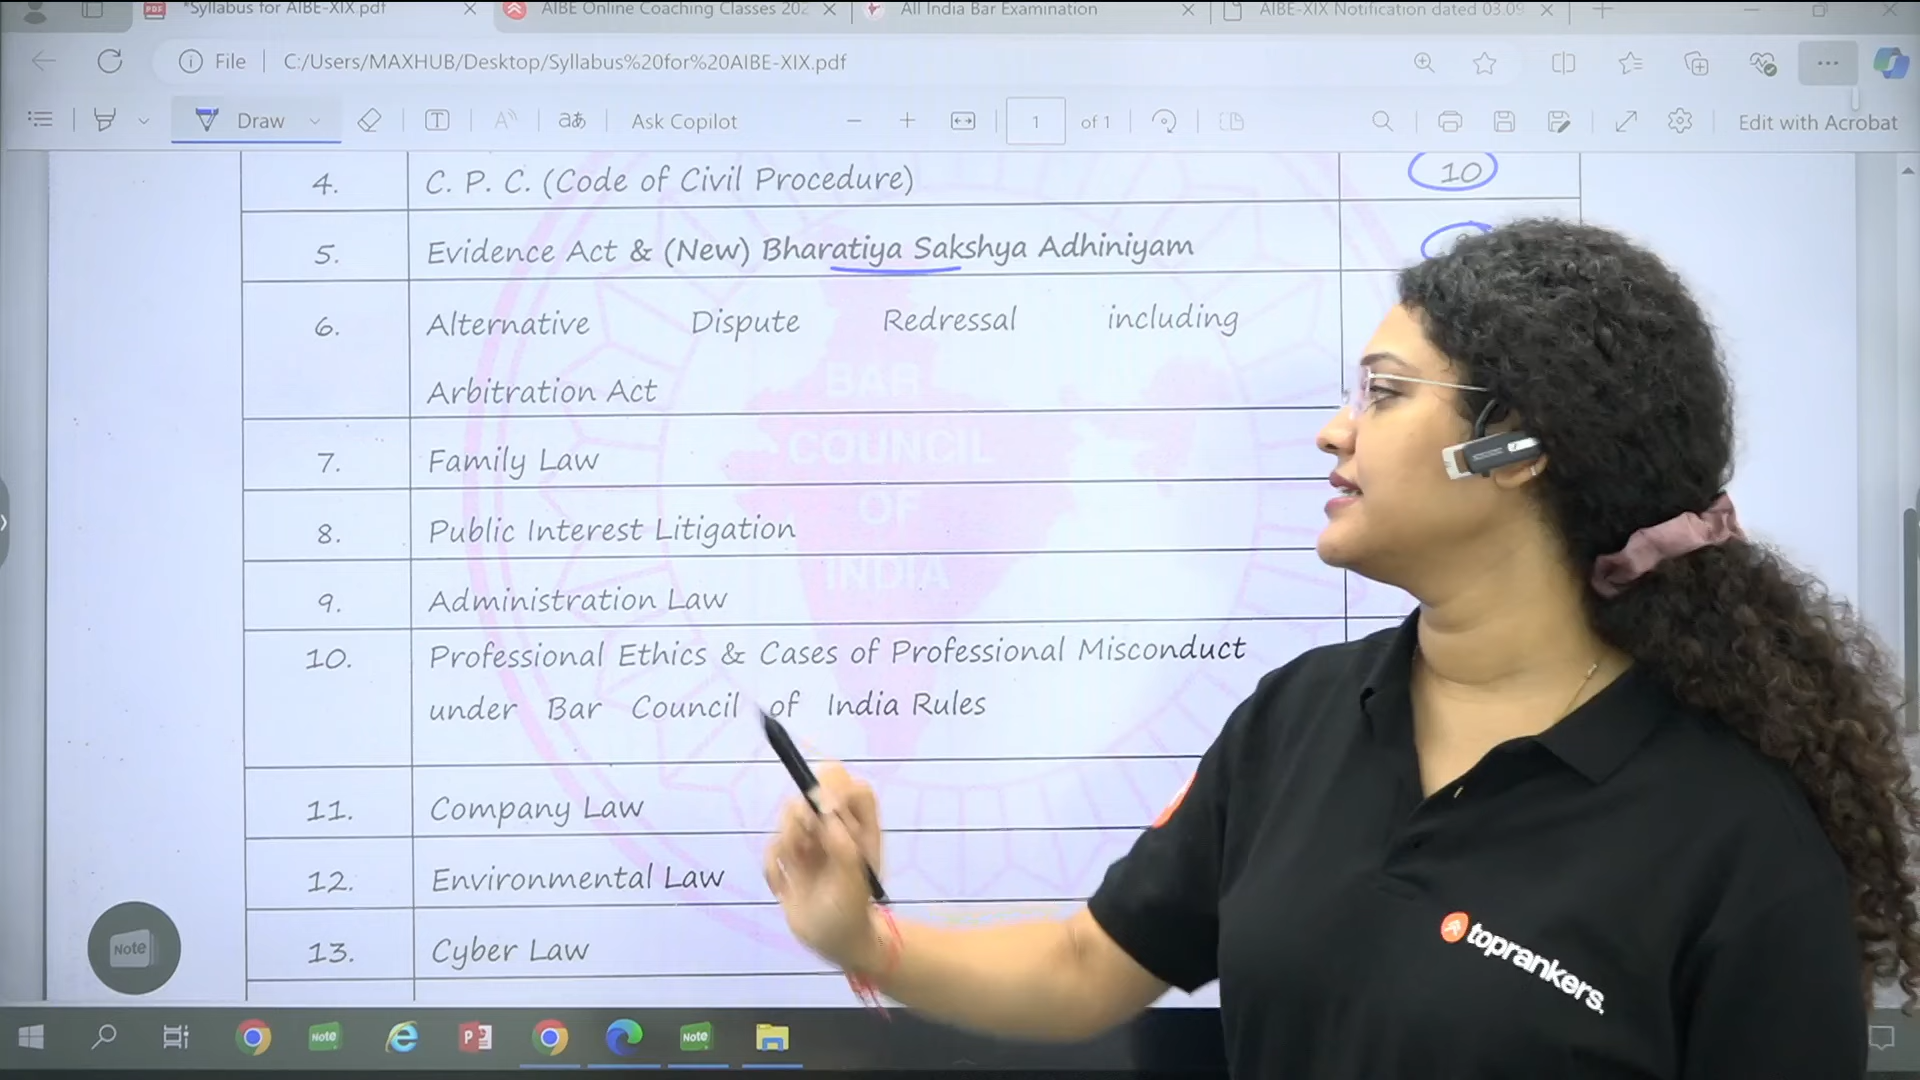 *Syllabus for AIBE-XIX pdf
AIBE Online Coaching Classes 202
All India Bar Examination
AIBE-XIX Notification dated 03.09
File
C:/Users/MAXHUB/Desktop/Syllabus%20for%20AIBE-XIX.pdf
Draw
T
aあ
Ask Copilot
1
of 1
Edit with Acrobat
4.
C. P. C. (Code of Civil Procedure)
10
5.
Evidence Act & (New) Bharatiya Sakshya Adhiniyam
6.
Alternative Dispute Redressal including
Arbitration Act
7.
Family Law
8.
Public Interest Litigation
9.
Administration Law
10.
Professional Ethics & Cases of Professional Misconduct
under Bar Council of India Rules
11.
Company Law
12.
Environmental Law
13.
Cyber Law
BAR
COUNCIL
OF
INDIA
Note
Note
Note
toprankers.